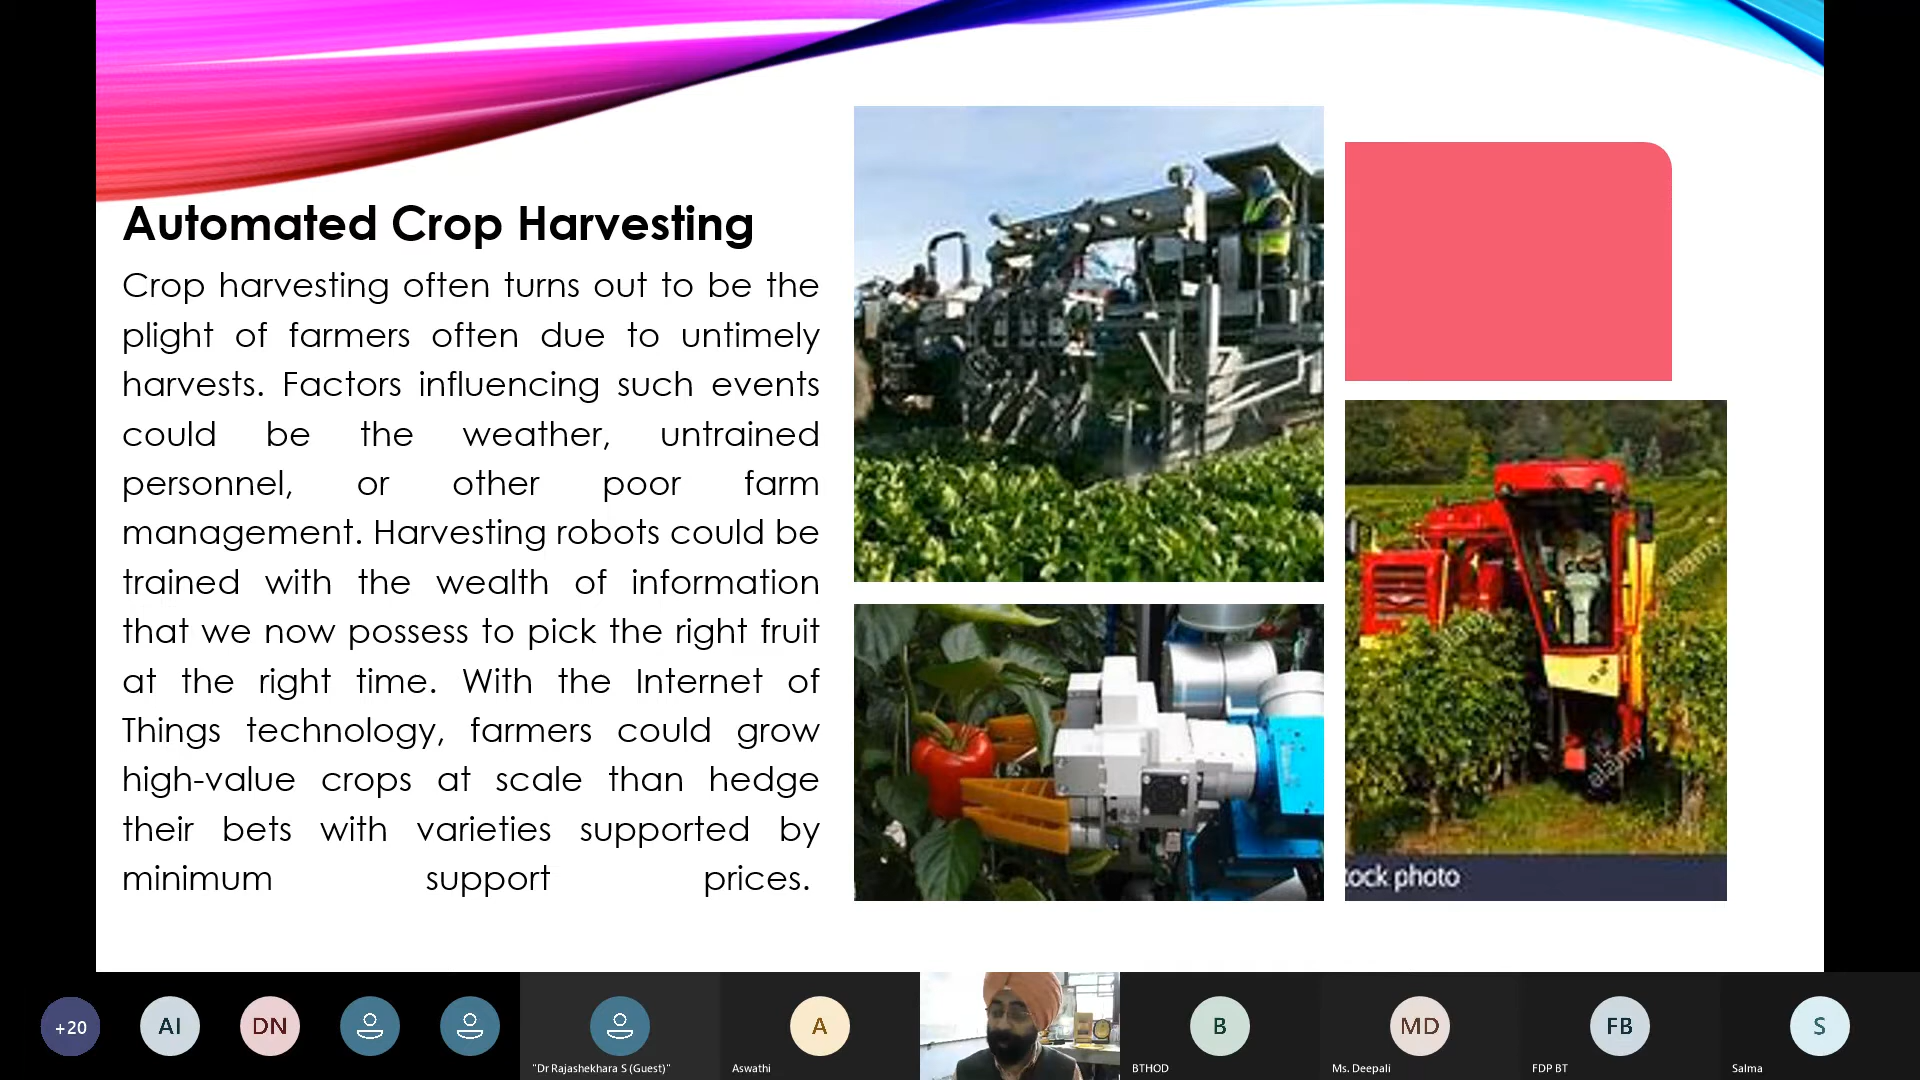 Automated Crop Harvesting
Crop harvesting often turns out to be the
plight of farmers often due to untimely
harvests. Factors influencing such events
could be the weather, untrained
personnel, or other poor farm
management. Harvesting robots could be
trained with the wealth of information
that we now possess to pick the right fruit
at the right time. With the Internet of
Things technology, farmers could grow
high-value crops at scale than hedge
their bets with varieties supported by
minimum support prices.
alamy
alamy
alamy
tock photo
+20
AI
DN
"Dr Rajashekhara S (Guest)"
A
Aswathi
B
BTHOD
MD
Ms. Deepali
FB
FDP BT
S
Salma